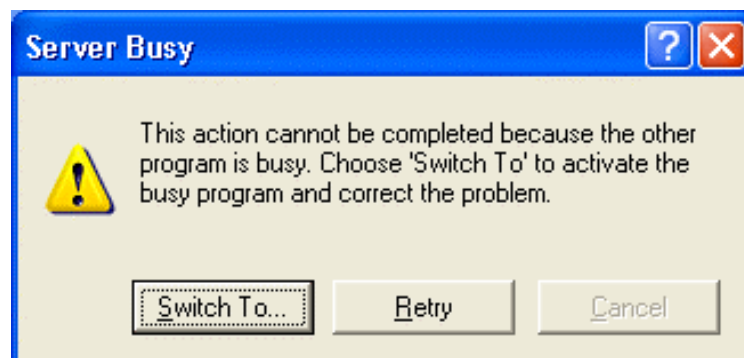 Server Busy
This action cannot be completed because the other
program is busy. Choose 'Switch To' to activate the
busy program and correct the problem.
Switch To... Retry Cancel